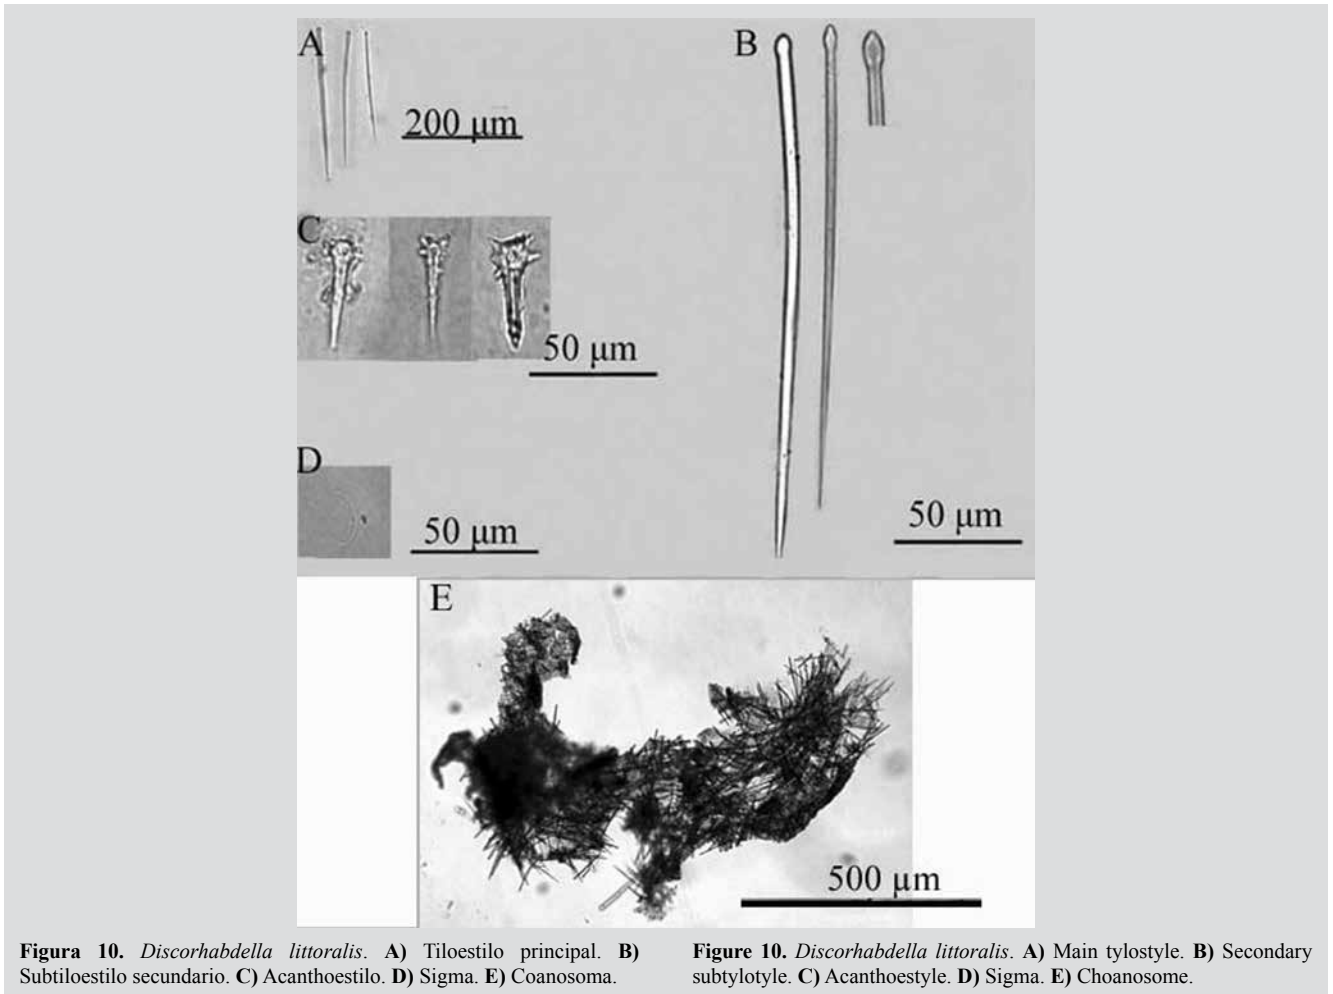 A
200 μm
B
C
50 μm
D
50 μm
50 μm
E
500 μm
Figura 10. Discorhabdella littoralis. A) Tiloestilo principal. B)
Subtiloestilo secundario. C) Acanthoestilo. D) Sigma. E) Coanosoma.
Figure 10. Discorhabdella littoralis. A) Main tylostyle. B) Secondary
subtylotyle. C) Acanthoestyle. D) Sigma. E) Choanosome.